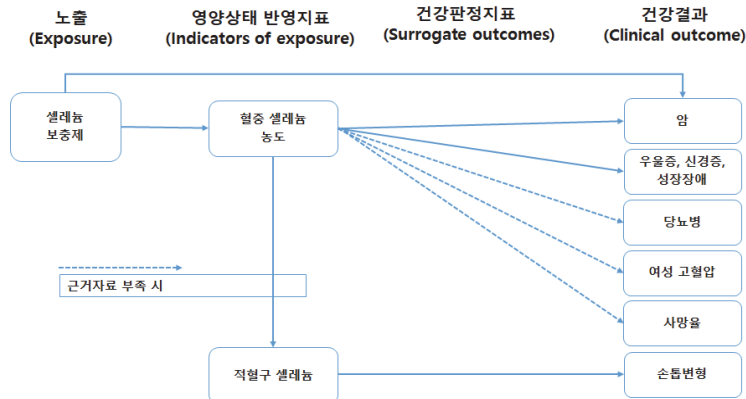 노출
(Exposure)
영양상태 반영지표
(Indicators of exposure)
건강판정지표
(Surrogate outcomes)
건강결과
(Clinical outcome)
셀레늄
보충제
혈중 셀레늄
농도
암
우울증, 신경증,
성장장애
당뇨병
여성 고혈압
근거자료 부족 시
사망율
적혈구 셀레늄
손톱변형